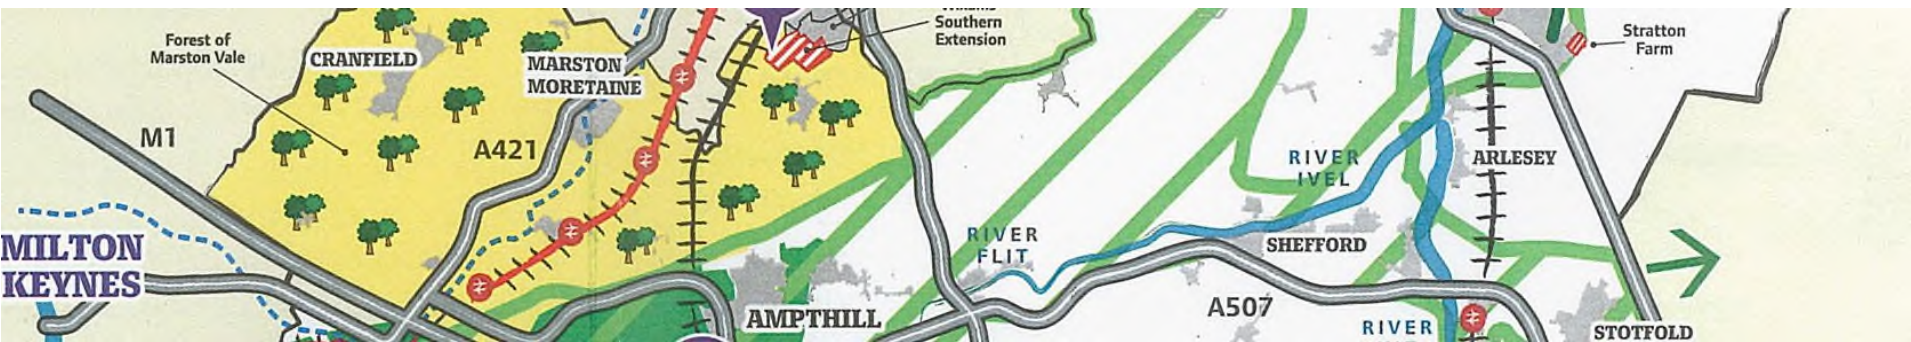 Southern
Extension
Stratton
Farm
Forest of
Marston Vale
CRANFIELD
MARSTON
MORETAINE
M1
A421
RIVER
IVEL
ARLESEY
MILTON
KEYNES
RIVER
FLIT
SHEFFORD
A507
AMPTHILL
RIVER
STOTFOLD